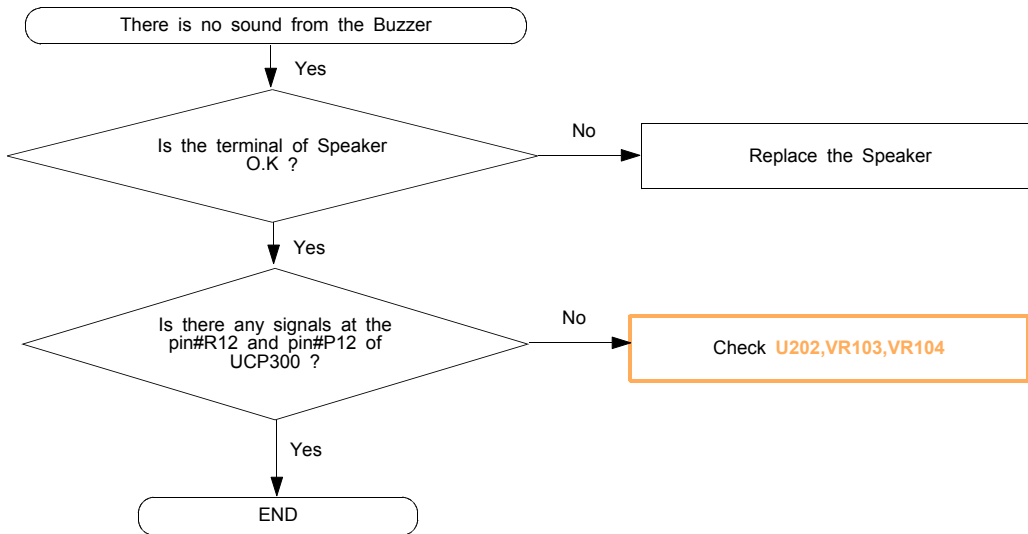 There is no sound from the Buzzer
Yes
Is the terminal of Speaker
O.K ?
No
Replace the Speaker
Yes
Is there any signals at the
pin#R12 and pin#P12 of
UCP300 ?
No
Check U202,VR103,VR104
Yes
END